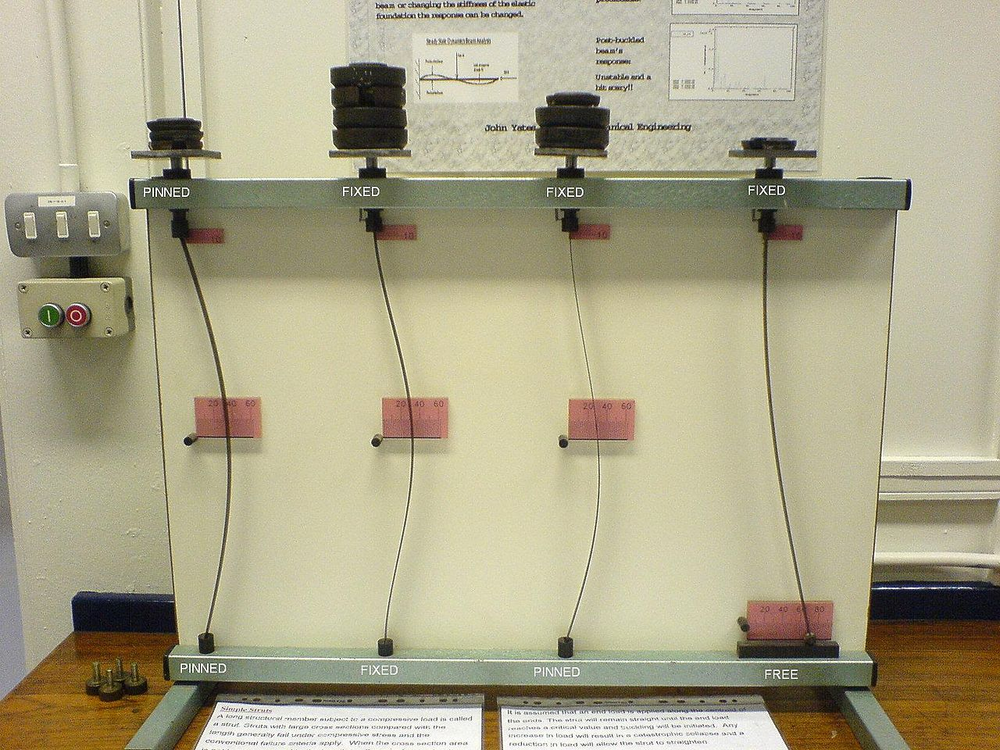 beam or changing the stiffness of the elastic
foundation the response can be changed.
Steady State Dynamic Beam Analysis
Post-buckled
beam's
response:
Unstable and a
bit scary!!
John Yates
Engineering
PINNED
FIXED
FIXED
FIXED
10
10
10
10
20 40 60
20 40 60
20 40 60
20 40 60 80
PINNED
FIXED
PINNED
FREE
Simple Struts
A long structural member subject to a compressive load is called
a strut. Struts with large cross sections compared with the
length generally fail under compressive stress and the
conventional failure criteria apply. When the cross section area
It is assumed that an end load is applied along the
the ends. The strut will remain straight until the end load
reaches a critical value and buckling will be initiated. Any
increase in load will result in a catastrophic collapse and a
reduction in load will allow the strut to straighten